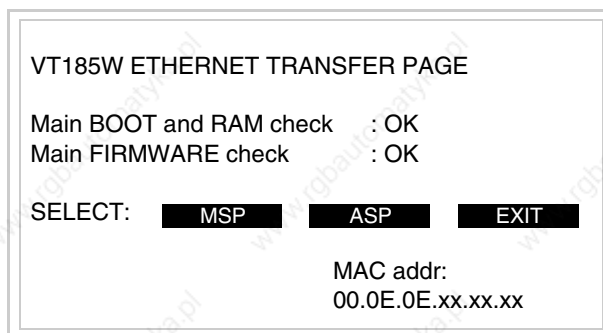 VT185W ETHERNET TRANSFER PAGE
Main BOOT and RAM check : OK
Main FIRMWARE check : OK
SELECT: MSP ASP EXIT
MAC addr:
00.0E.0E.xx.xx.xx